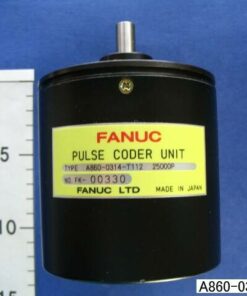 FANUC
PULSE CODER UNIT
TYPE A860-0314-T112 25000P
NO. FK- 00330
FANUC LTD MADE IN JAPAN
15
10
5
A860-03